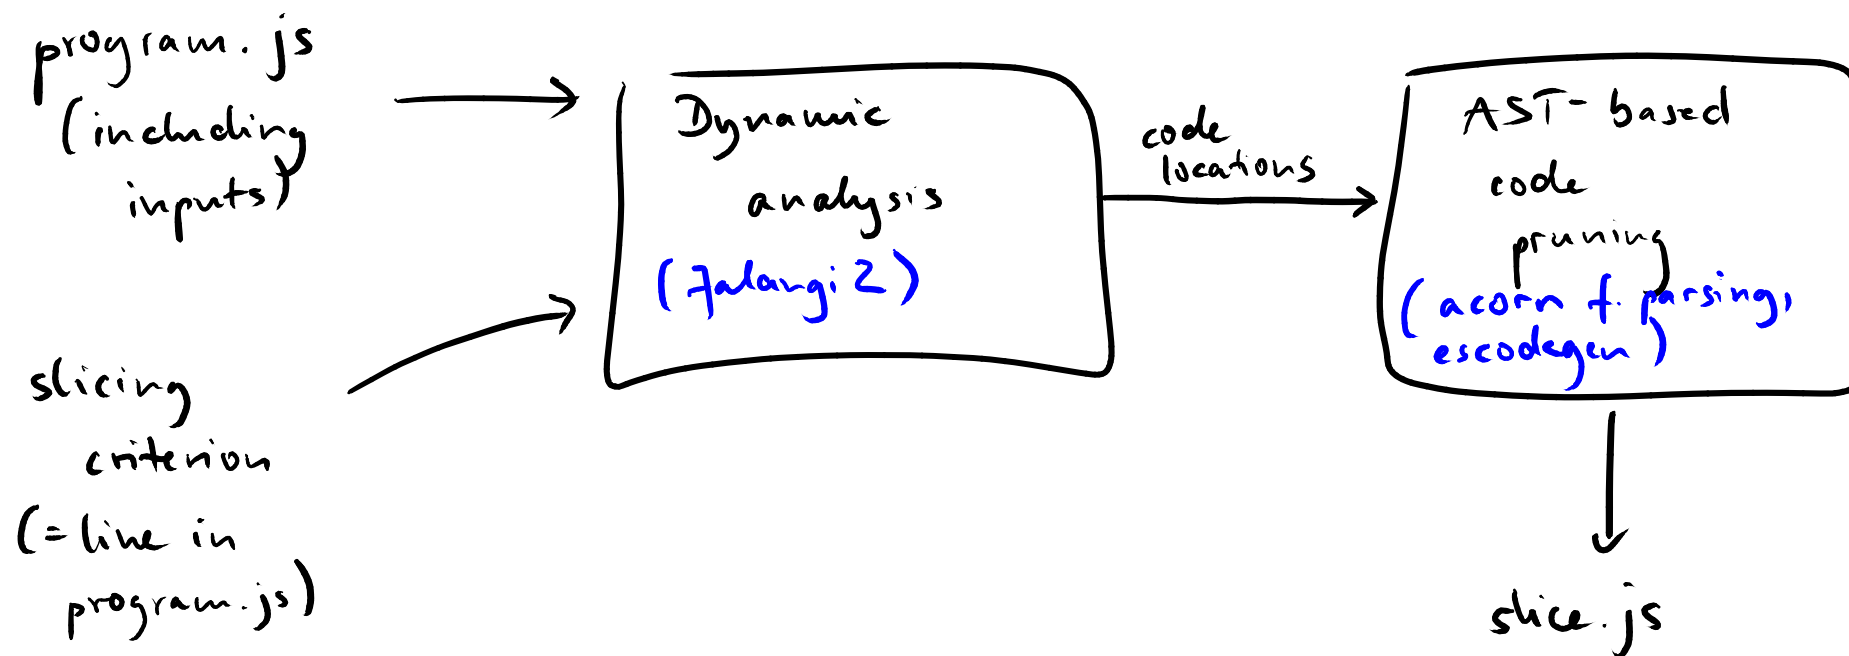 program.js
(including
inputs)
slicing
criterion
(= line in
program.js)
Dynamic
analysis
(Jalangi 2)
code
locations
AST-based
code
pruning
(acorn f. parsing,
escodegen)
slice.js